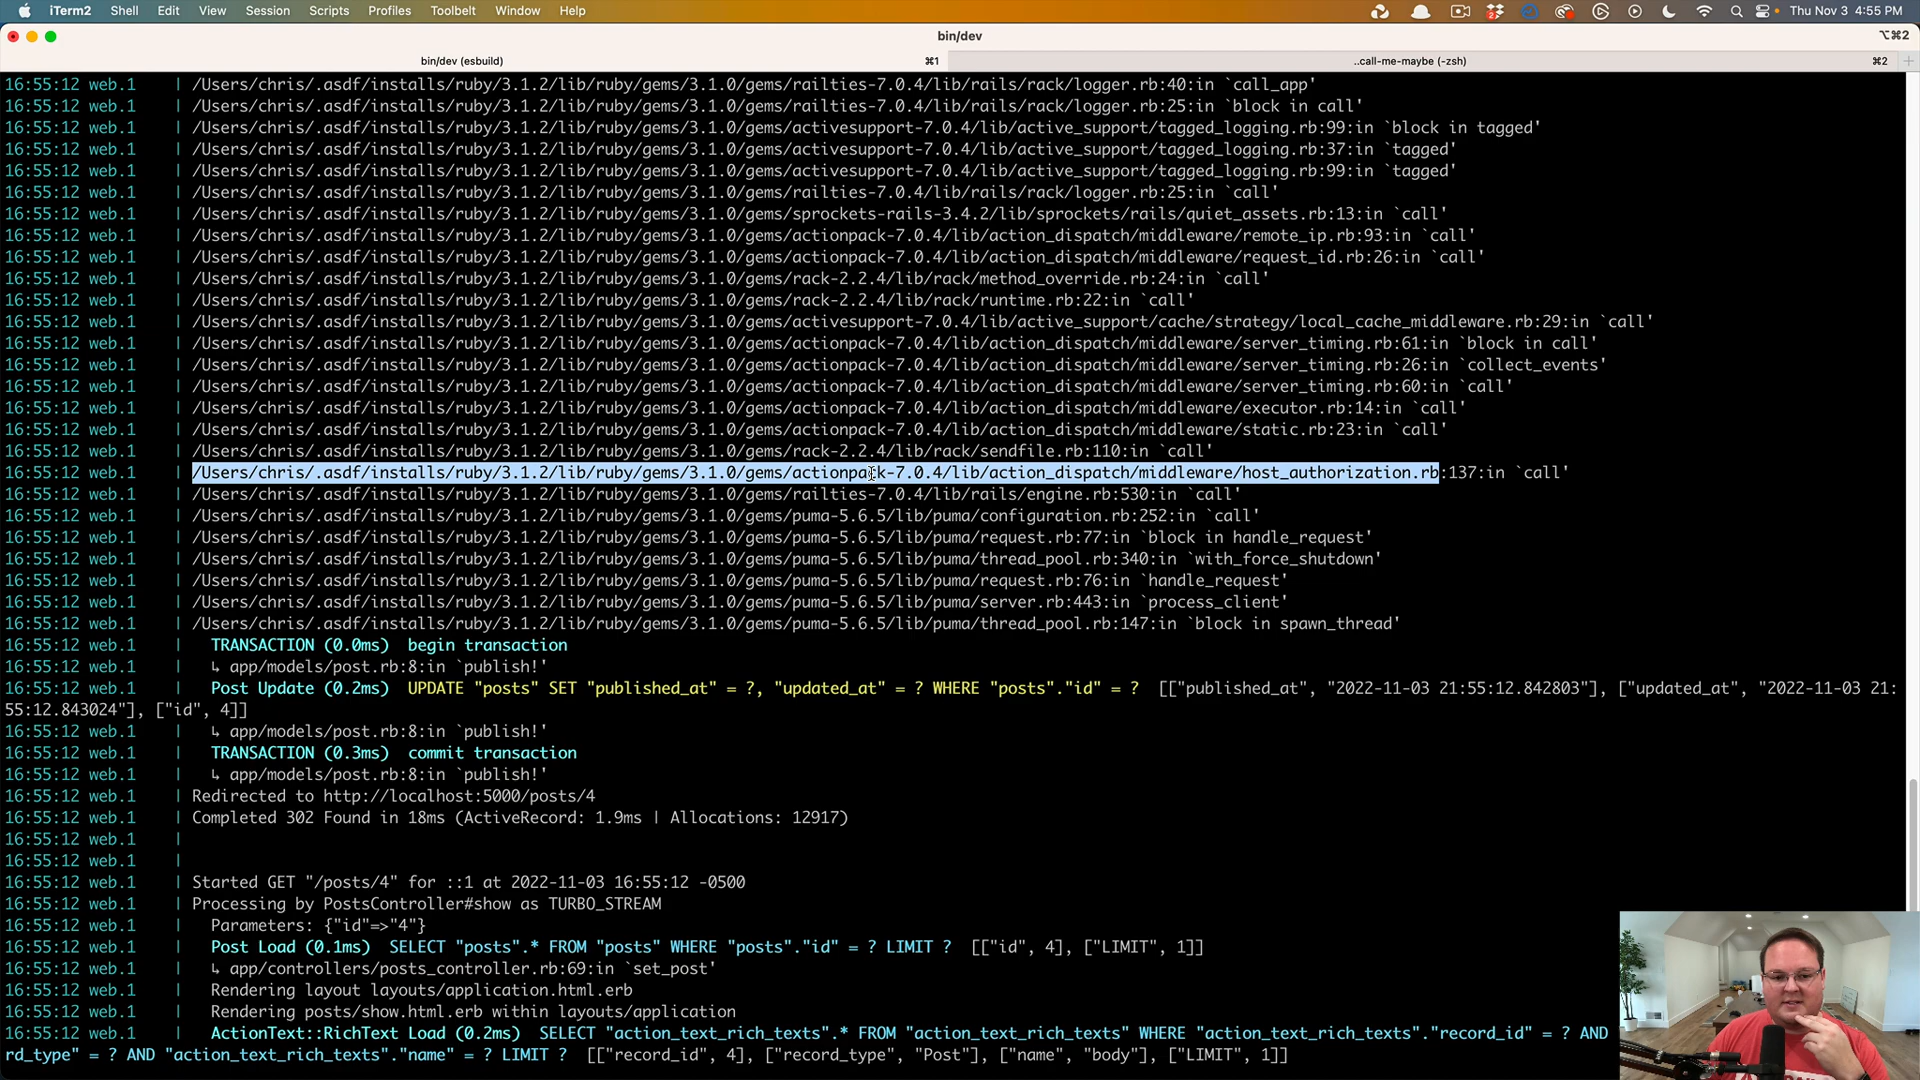 iTerm2 Shell Edit View Session Scripts Profiles Toolbelt Window Help Thu Nov 3 4:55 PM
bin/dev ⌥⌘2
bin/dev (esbuild) ⌘1 ..call-me-maybe (-zsh) ⌘2
16:55:12 web.1 | /Users/chris/.asdf/installs/ruby/3.1.2/lib/ruby/gems/3.1.0/gems/railties-7.0.4/lib/rails/rack/logger.rb:40:in `call_app'
16:55:12 web.1 | /Users/chris/.asdf/installs/ruby/3.1.2/lib/ruby/gems/3.1.0/gems/railties-7.0.4/lib/rails/rack/logger.rb:25:in `block in call'
16:55:12 web.1 | /Users/chris/.asdf/installs/ruby/3.1.2/lib/ruby/gems/3.1.0/gems/activesupport-7.0.4/lib/active_support/tagged_logging.rb:99:in `block in tagged'
16:55:12 web.1 | /Users/chris/.asdf/installs/ruby/3.1.2/lib/ruby/gems/3.1.0/gems/activesupport-7.0.4/lib/active_support/tagged_logging.rb:37:in `tagged'
16:55:12 web.1 | /Users/chris/.asdf/installs/ruby/3.1.2/lib/ruby/gems/3.1.0/gems/activesupport-7.0.4/lib/active_support/tagged_logging.rb:99:in `tagged'
16:55:12 web.1 | /Users/chris/.asdf/installs/ruby/3.1.2/lib/ruby/gems/3.1.0/gems/railties-7.0.4/lib/rails/rack/logger.rb:25:in `call'
16:55:12 web.1 | /Users/chris/.asdf/installs/ruby/3.1.2/lib/ruby/gems/3.1.0/gems/sprockets-rails-3.4.2/lib/sprockets/rails/quiet_assets.rb:13:in `call'
16:55:12 web.1 | /Users/chris/.asdf/installs/ruby/3.1.2/lib/ruby/gems/3.1.0/gems/actionpack-7.0.4/lib/action_dispatch/middleware/remote_ip.rb:93:in `call'
16:55:12 web.1 | /Users/chris/.asdf/installs/ruby/3.1.2/lib/ruby/gems/3.1.0/gems/actionpack-7.0.4/lib/action_dispatch/middleware/request_id.rb:26:in `call'
16:55:12 web.1 | /Users/chris/.asdf/installs/ruby/3.1.2/lib/ruby/gems/3.1.0/gems/rack-2.2.4/lib/rack/method_override.rb:24:in `call'
16:55:12 web.1 | /Users/chris/.asdf/installs/ruby/3.1.2/lib/ruby/gems/3.1.0/gems/rack-2.2.4/lib/rack/runtime.rb:22:in `call'
16:55:12 web.1 | /Users/chris/.asdf/installs/ruby/3.1.2/lib/ruby/gems/3.1.0/gems/activesupport-7.0.4/lib/active_support/cache/strategy/local_cache_middleware.rb:29:in `call'
16:55:12 web.1 | /Users/chris/.asdf/installs/ruby/3.1.2/lib/ruby/gems/3.1.0/gems/actionpack-7.0.4/lib/action_dispatch/middleware/server_timing.rb:61:in `block in call'
16:55:12 web.1 | /Users/chris/.asdf/installs/ruby/3.1.2/lib/ruby/gems/3.1.0/gems/actionpack-7.0.4/lib/action_dispatch/middleware/server_timing.rb:26:in `collect_events'
16:55:12 web.1 | /Users/chris/.asdf/installs/ruby/3.1.2/lib/ruby/gems/3.1.0/gems/actionpack-7.0.4/lib/action_dispatch/middleware/server_timing.rb:60:in `call'
16:55:12 web.1 | /Users/chris/.asdf/installs/ruby/3.1.2/lib/ruby/gems/3.1.0/gems/actionpack-7.0.4/lib/action_dispatch/middleware/executor.rb:14:in `call'
16:55:12 web.1 | /Users/chris/.asdf/installs/ruby/3.1.2/lib/ruby/gems/3.1.0/gems/actionpack-7.0.4/lib/action_dispatch/middleware/static.rb:23:in `call'
16:55:12 web.1 | /Users/chris/.asdf/installs/ruby/3.1.2/lib/ruby/gems/3.1.0/gems/rack-2.2.4/lib/rack/sendfile.rb:110:in `call'
16:55:12 web.1 | /Users/chris/.asdf/installs/ruby/3.1.2/lib/ruby/gems/3.1.0/gems/actionpack-7.0.4/lib/action_dispatch/middleware/host_authorization.rb:137:in `call'
16:55:12 web.1 | /Users/chris/.asdf/installs/ruby/3.1.2/lib/ruby/gems/3.1.0/gems/railties-7.0.4/lib/rails/engine.rb:530:in `call'
16:55:12 web.1 | /Users/chris/.asdf/installs/ruby/3.1.2/lib/ruby/gems/3.1.0/gems/puma-5.6.5/lib/puma/configuration.rb:252:in `call'
16:55:12 web.1 | /Users/chris/.asdf/installs/ruby/3.1.2/lib/ruby/gems/3.1.0/gems/puma-5.6.5/lib/puma/request.rb:77:in `block in handle_request'
16:55:12 web.1 | /Users/chris/.asdf/installs/ruby/3.1.2/lib/ruby/gems/3.1.0/gems/puma-5.6.5/lib/puma/thread_pool.rb:340:in `with_force_shutdown'
16:55:12 web.1 | /Users/chris/.asdf/installs/ruby/3.1.2/lib/ruby/gems/3.1.0/gems/puma-5.6.5/lib/puma/request.rb:76:in `handle_request'
16:55:12 web.1 | /Users/chris/.asdf/installs/ruby/3.1.2/lib/ruby/gems/3.1.0/gems/puma-5.6.5/lib/puma/server.rb:443:in `process_client'
16:55:12 web.1 | /Users/chris/.asdf/installs/ruby/3.1.2/lib/ruby/gems/3.1.0/gems/puma-5.6.5/lib/puma/thread_pool.rb:147:in `block in spawn_thread'
16:55:12 web.1 | TRANSACTION (0.0ms) begin transaction
16:55:12 web.1 | ↳ app/models/post.rb:8:in `publish!'
16:55:12 web.1 | Post Update (0.2ms) UPDATE "posts" SET "published_at" = ?, "updated_at" = ? WHERE "posts"."id" = ? [["published_at", "2022-11-03 21:55:12.842803"], ["updated_at", "2022-11-03 21:
55:12.843024"], ["id", 4]]
16:55:12 web.1 | ↳ app/models/post.rb:8:in `publish!'
16:55:12 web.1 | TRANSACTION (0.3ms) commit transaction
16:55:12 web.1 | ↳ app/models/post.rb:8:in `publish!'
16:55:12 web.1 | Redirected to http://localhost:5000/posts/4
16:55:12 web.1 | Completed 302 Found in 18ms (ActiveRecord: 1.9ms | Allocations: 12917)
16:55:12 web.1 |
16:55:12 web.1 |
16:55:12 web.1 | Started GET "/posts/4" for ::1 at 2022-11-03 16:55:12 -0500
16:55:12 web.1 | Processing by PostsController#show as TURBO_STREAM
16:55:12 web.1 | Parameters: {"id"=>"4"}
16:55:12 web.1 | Post Load (0.1ms) SELECT "posts".* FROM "posts" WHERE "posts"."id" = ? LIMIT ? [["id", 4], ["LIMIT", 1]]
16:55:12 web.1 | ↳ app/controllers/posts_controller.rb:69:in `set_post'
16:55:12 web.1 | Rendering layout layouts/application.html.erb
16:55:12 web.1 | Rendering posts/show.html.erb within layouts/application
16:55:12 web.1 | ActionText::RichText Load (0.2ms) SELECT "action_text_rich_texts".* FROM "action_text_rich_texts" WHERE "action_text_rich_texts"."record_id" = ? AND
rd_type" = ? AND "action_text_rich_texts"."name" = ? LIMIT ? [["record_id", 4], ["record_type", "Post"], ["name", "body"], ["LIMIT", 1]]